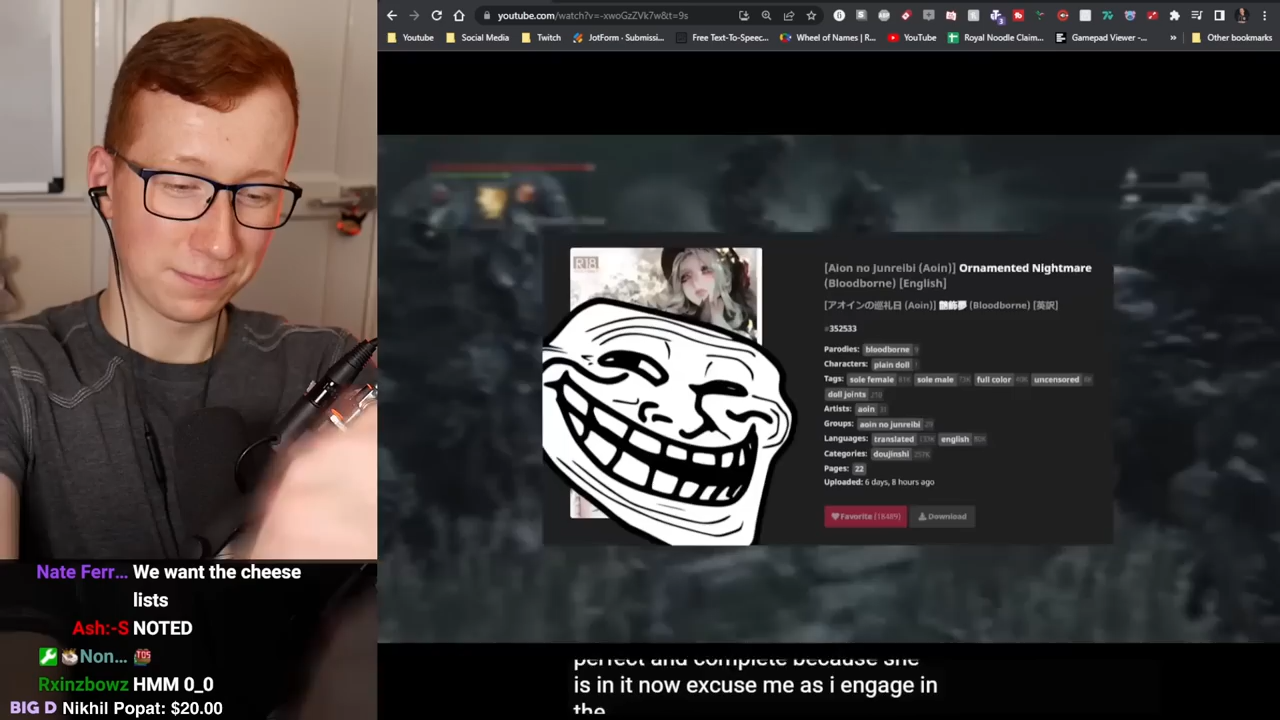 youtube.com/watch?v=-xwoGzZVk7w&t=9s
Youtube
Social Media
Twitch
JotForm · Submissi...
Free Text-To-Speec...
Wheel of Names | R...
YouTube
Royal Noodle Claim...
Gamepad Viewer -...
»
Other bookmarks
R18
[Aion no Junreibi (Aoin)] Ornamented Nightmare
(Bloodborne) [English]
[アオインの巡礼日 (Aoin)] 艶飾夢 (Bloodborne) [英訳]
#352533
Parodies: bloodborne 9
Characters: plain doll
Tags: sole female sole male full color uncensored
doll joints
Artists: aoin
Groups: aoin no junreibi
Languages: translated english
Categories: doujinshi
Pages: 22
Uploaded: 6 days, 8 hours ago
Favorite (18489) Download
Nate Ferr... We want the cheese
lists
Ash:-S NOTED
Non...
Rxinzbowz HMM 0_0
BIG D Nikhil Popat: $20.00
perfect and complete because she
is in it now excuse me as i engage in
the